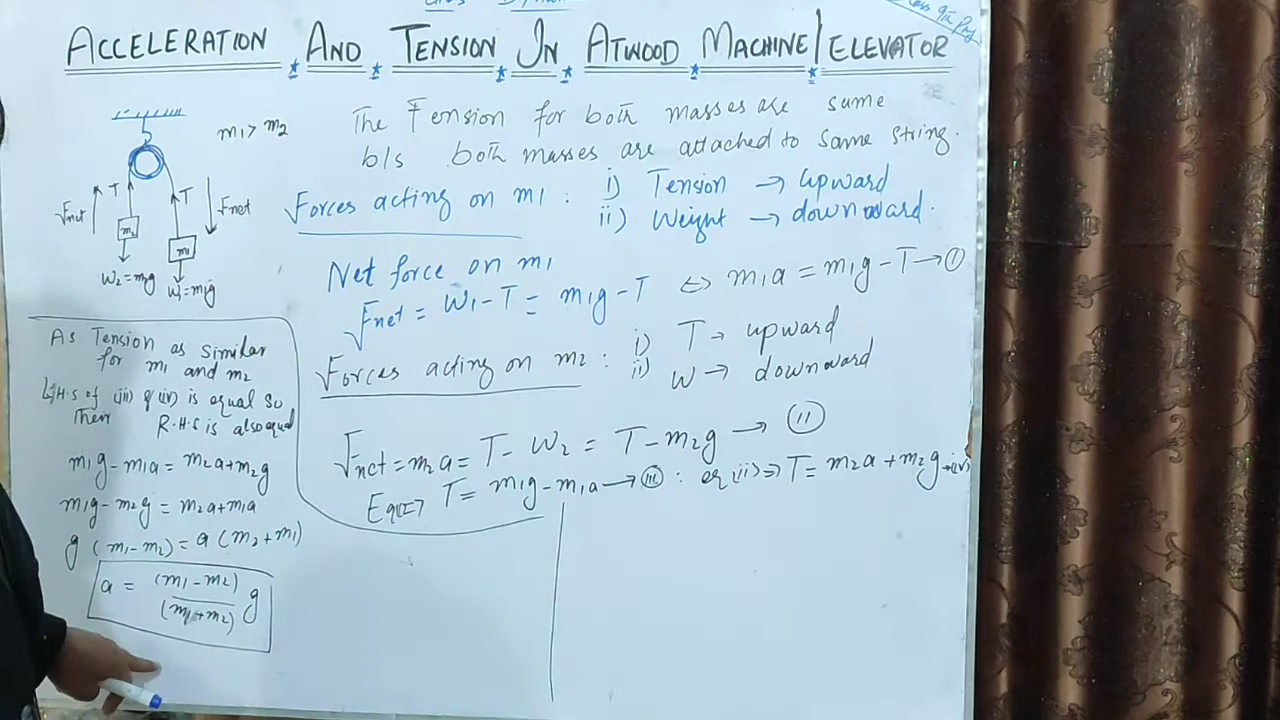 Class 9th Phy
ACCELERATION AND TENSION IN ATWOOD MACHINE/ELEVATOR
m1 > m2
T
T
Fnet
Fnet
m2
m1
W2 = m2g
W1 = m1g
The Tension for both masses are same
b/s both masses are attached to same string.
Forces acting on m1 : i) Tension → upward
ii) Weight → downward.
Net force on m1
Fnet = W1 - T = m1g - T ⇔ m1a = m1g - T → I
Forces acting on m2 : i) T → upward
ii) W → downward
Fnet = m2a = T - W2 = T - m2g → II
Eq(i)⇒ T = m1g - m1a → III : eq(ii) ⇒ T = m2a + m2g → (iv)
As Tension as similar
for m1 and m2
L.H.S of (iii) & (iv) is equal so
Then R.H.S is also equal
m1g - m1a = m2a + m2g
m1g - m2g = m2a + m1a
g (m1 - m2) = a (m2 + m1)
a = (m1 - m2) / (m1 + m2) g